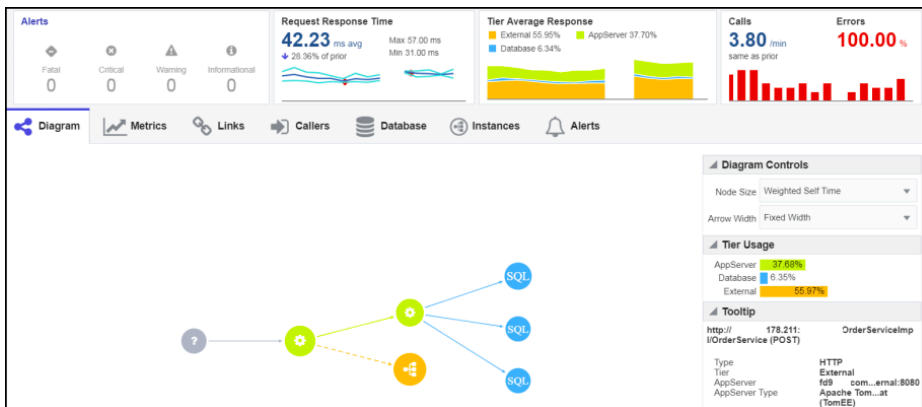 Alerts
Fatal
0
Critical
0
Warning
0
Informational
0
Request Response Time
42.23 ms avg
28.36% of prior
Max 57.00 ms
Min 31.00 ms
Tier Average Response
External 55.95%
AppServer 37.70%
Database 6.34%
Calls
3.80 /min
same as prior
Errors
100.00 %
Diagram
Metrics
Links
Callers
Database
Instances
Alerts
?
SQL
SQL
SQL
Diagram Controls
Node Size Weighted Self Time
Arrow Width Fixed Width
Tier Usage
AppServer 37.68%
Database 6.35%
External 55.97%
Tooltip
http:// 178.211: OrderServiceImp
l/OrderService (POST)
Type HTTP
Tier External
AppServer fd9 com...ernal:8080
AppServer Type Apache Tom...at
(TomEE)